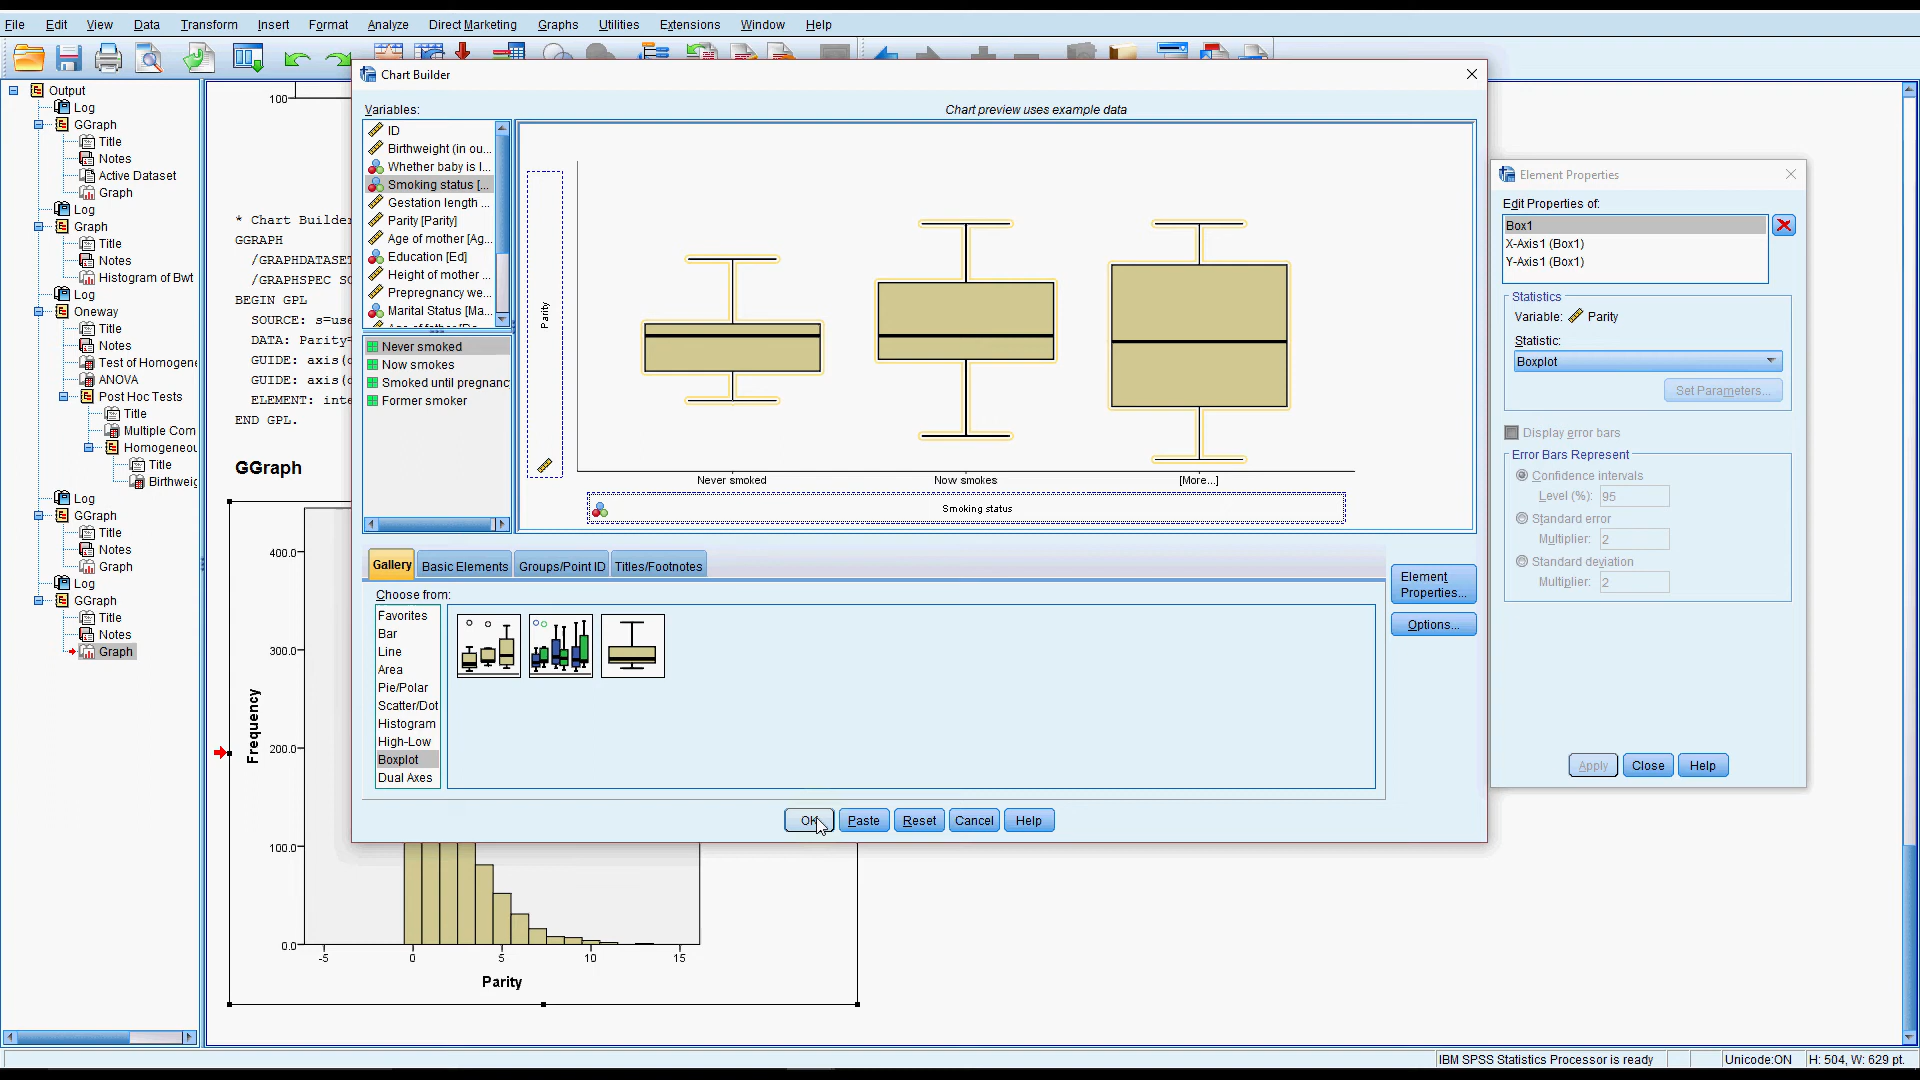 File Edit View Data Transform Insert Format Analyze Direct Marketing Graphs Utilities Extensions Window Help
Output
Log
GGraph
Title
Notes
Active Dataset
Graph
Log
Graph
Title
Notes
Histogram of Bwt
Log
Oneway
Title
Notes
Test of Homogene
ANOVA
Post Hoc Tests
Title
Multiple Com
Homogeneou
Title
Birthweig
Log
GGraph
Title
Notes
Graph
Log
GGraph
Title
Notes
Graph
100
* Chart Builder
GGRAPH
/GRAPHDATASET
/GRAPHSPEC SO
BEGIN GPL
SOURCE: s=use
DATA: Parity=
GUIDE: axis(d
GUIDE: axis(d
ELEMENT: inte
END GPL.
GGraph
400.0
300.0
200.0
100.0
0.0
Frequency
-5 0 5 10 15
Parity
Chart Builder
Variables:
Chart preview uses example data
ID
Birthweight (in ou...
Whether baby is l...
Smoking status [...
Gestation length ...
Parity [Parity]
Age of mother [Ag...
Education [Ed]
Height of mother ...
Prepregnancy we...
Marital Status [Ma...
Never smoked
Now smokes
Smoked until pregnanc
Former smoker
Parity
Never smoked Now smokes [More...]
Smoking status
Gallery Basic Elements Groups/Point ID Titles/Footnotes
Choose from:
Favorites
Bar
Line
Area
Pie/Polar
Scatter/Dot
Histogram
High-Low
Boxplot
Dual Axes
Element
Properties...
Options...
OK Paste Reset Cancel Help
Element Properties
Edit Properties of:
Box1
X-Axis1 (Box1)
Y-Axis1 (Box1)
Statistics
Variable: Parity
Statistic:
Boxplot
Set Parameters...
Display error bars
Error Bars Represent
Confidence intervals
Level (%): 95
Standard error
Multiplier: 2
Standard deviation
Multiplier: 2
Apply Close Help
IBM SPSS Statistics Processor is ready Unicode:ON H: 504, W: 629 pt.